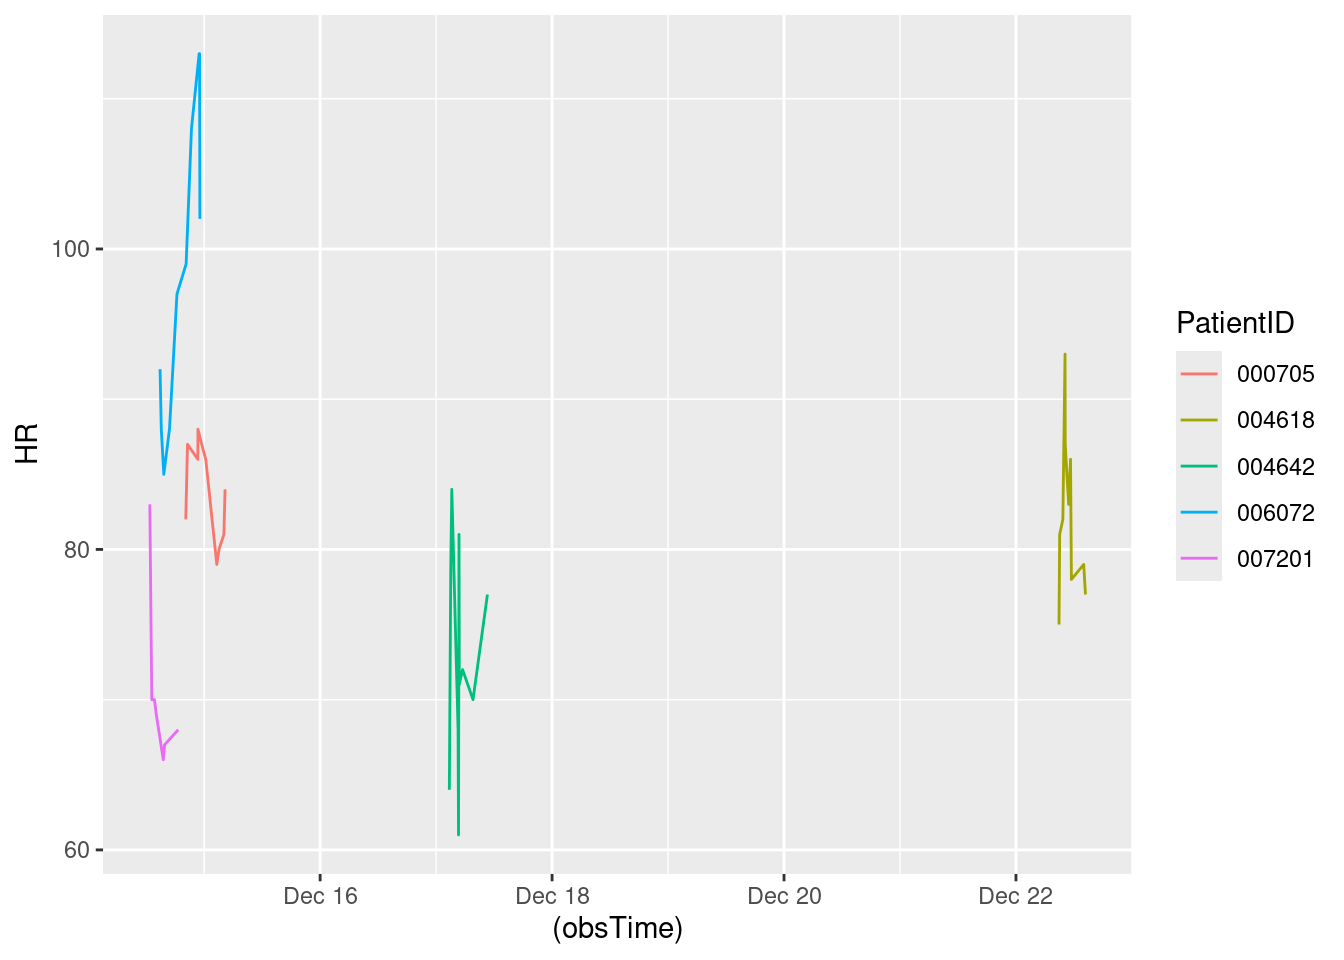 HR
100
80
60
Dec 16
Dec 18
Dec 20
Dec 22
(obsTime)
PatientID
000705
004618
004642
006072
007201